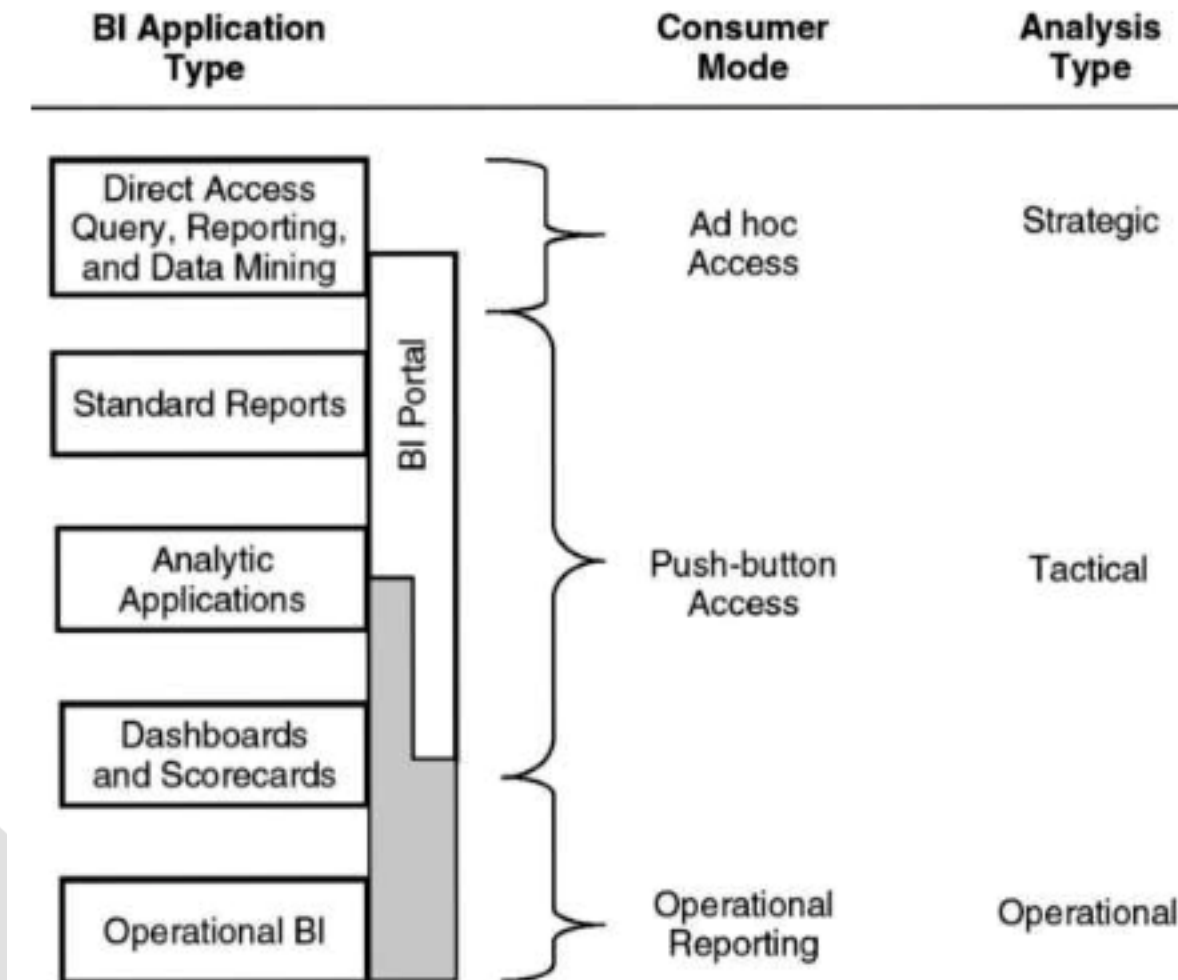 BI Application
Type
Consumer
Mode
Analysis
Type
Direct Access
Query, Reporting,
and Data Mining
Ad hoc
Access
Strategic
Standard Reports
BI Portal
Analytic
Applications
Push-button
Access
Tactical
Dashboards
and Scorecards
Operational BI
Operational
Reporting
Operational